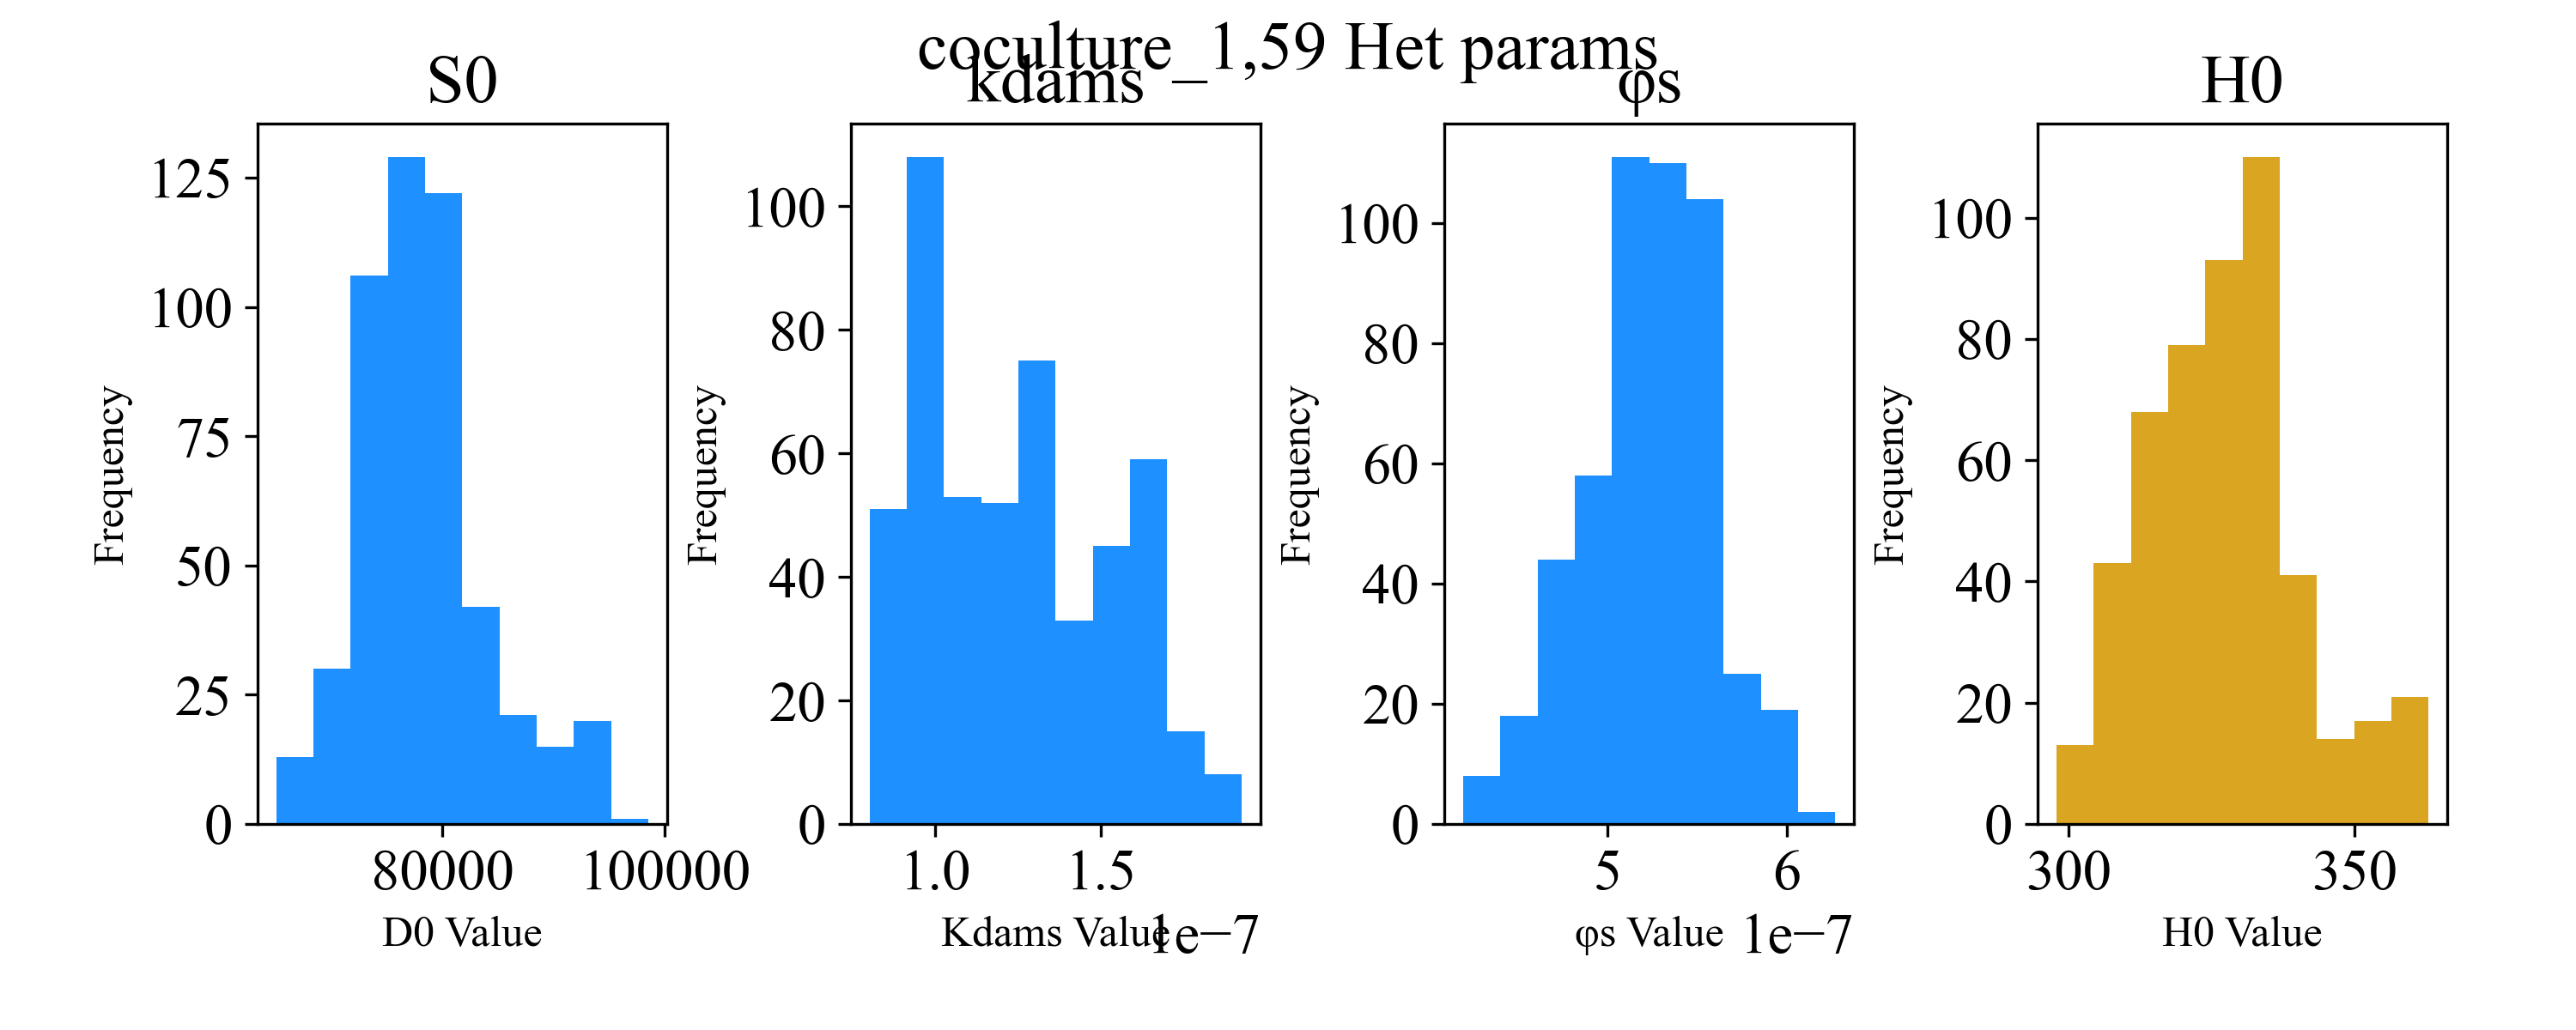 coculture_1,59 Het params
S0
kdams
φs
H0
Frequency
125
100
75
50
25
0
80000
100000
D0 Value
Frequency
100
80
60
40
20
0
1.0
1.5
Kdams Value
1e−7
Frequency
100
80
60
40
20
0
5
6
φs Value
1e−7
Frequency
100
80
60
40
20
0
300
350
H0 Value